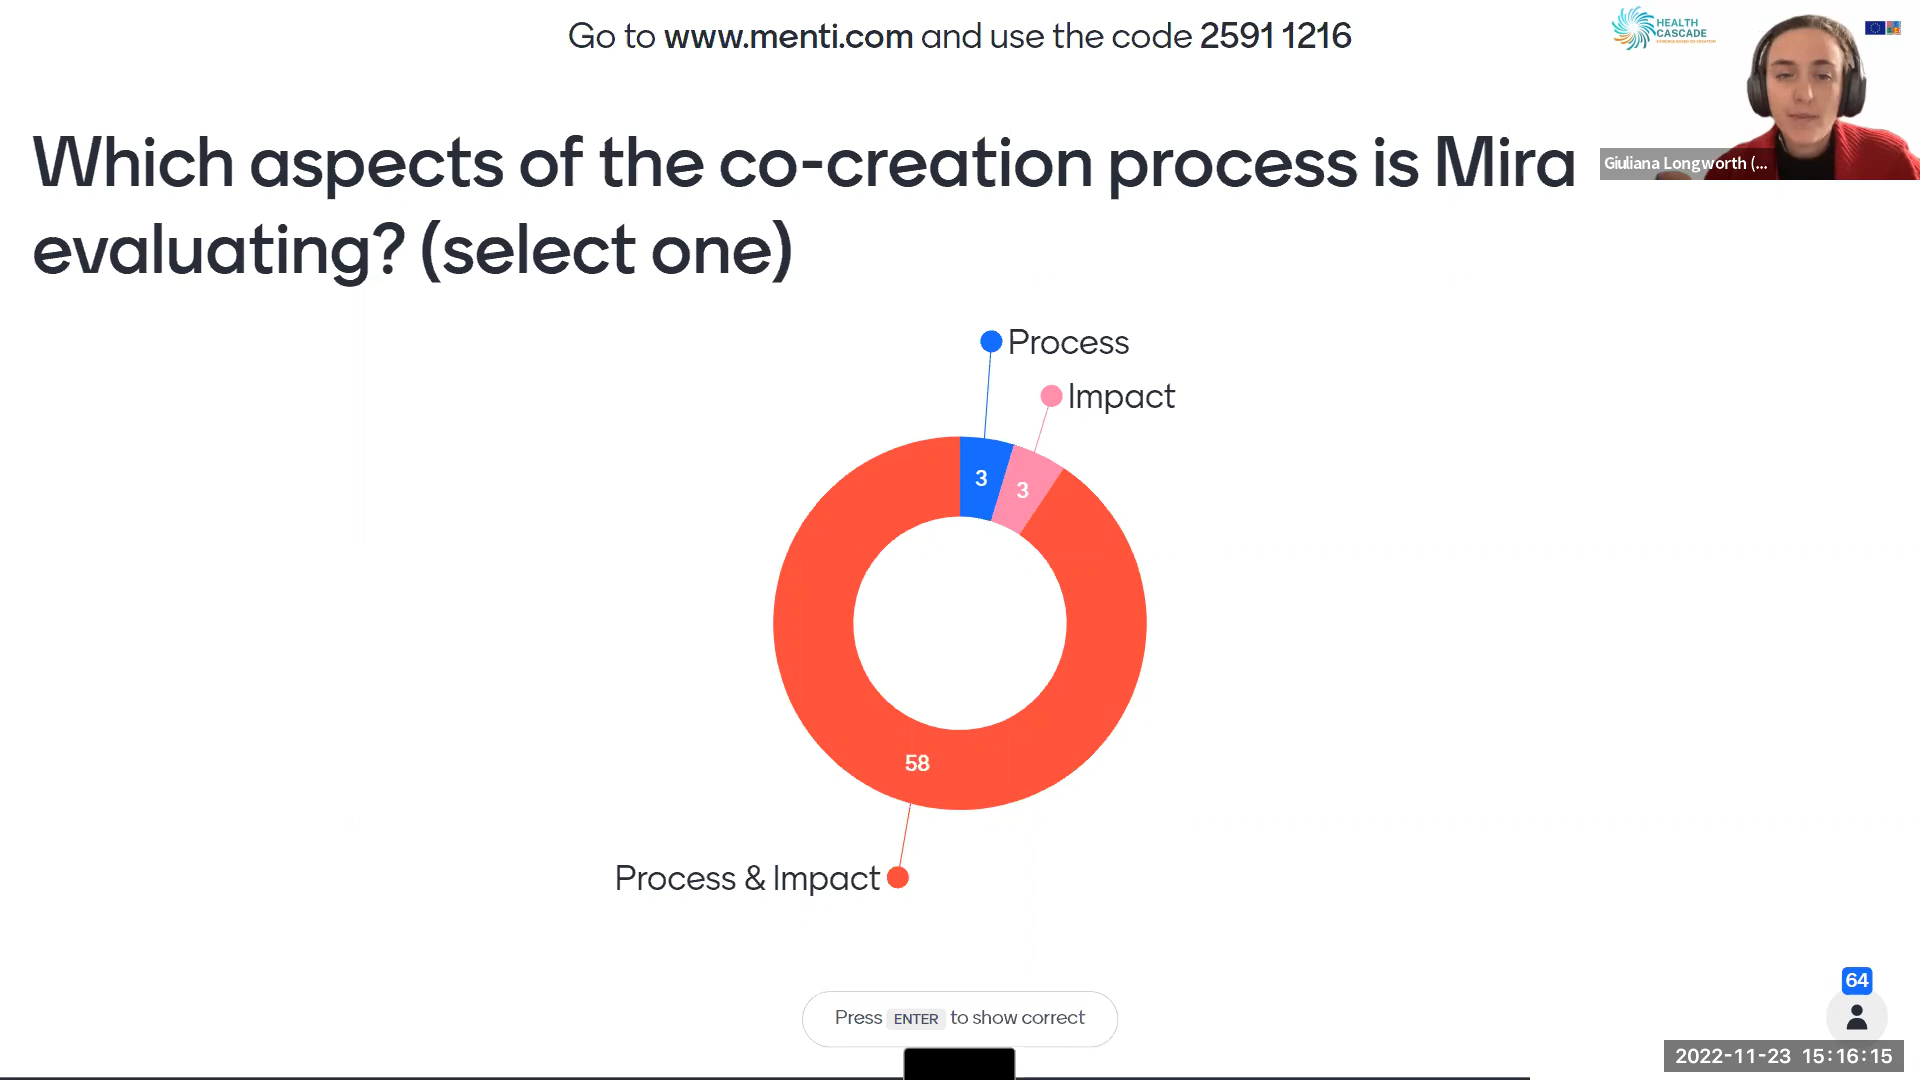 Go to www.menti.com and use the code 2591 1216
HEALTH
CASCADE
Giuliana Longworth (...
Which aspects of the co-creation process is Mira
evaluating? (select one)
Process
Impact
3
3
58
Process & Impact
64
Press ENTER to show correct
2022-11-23 15:16:15